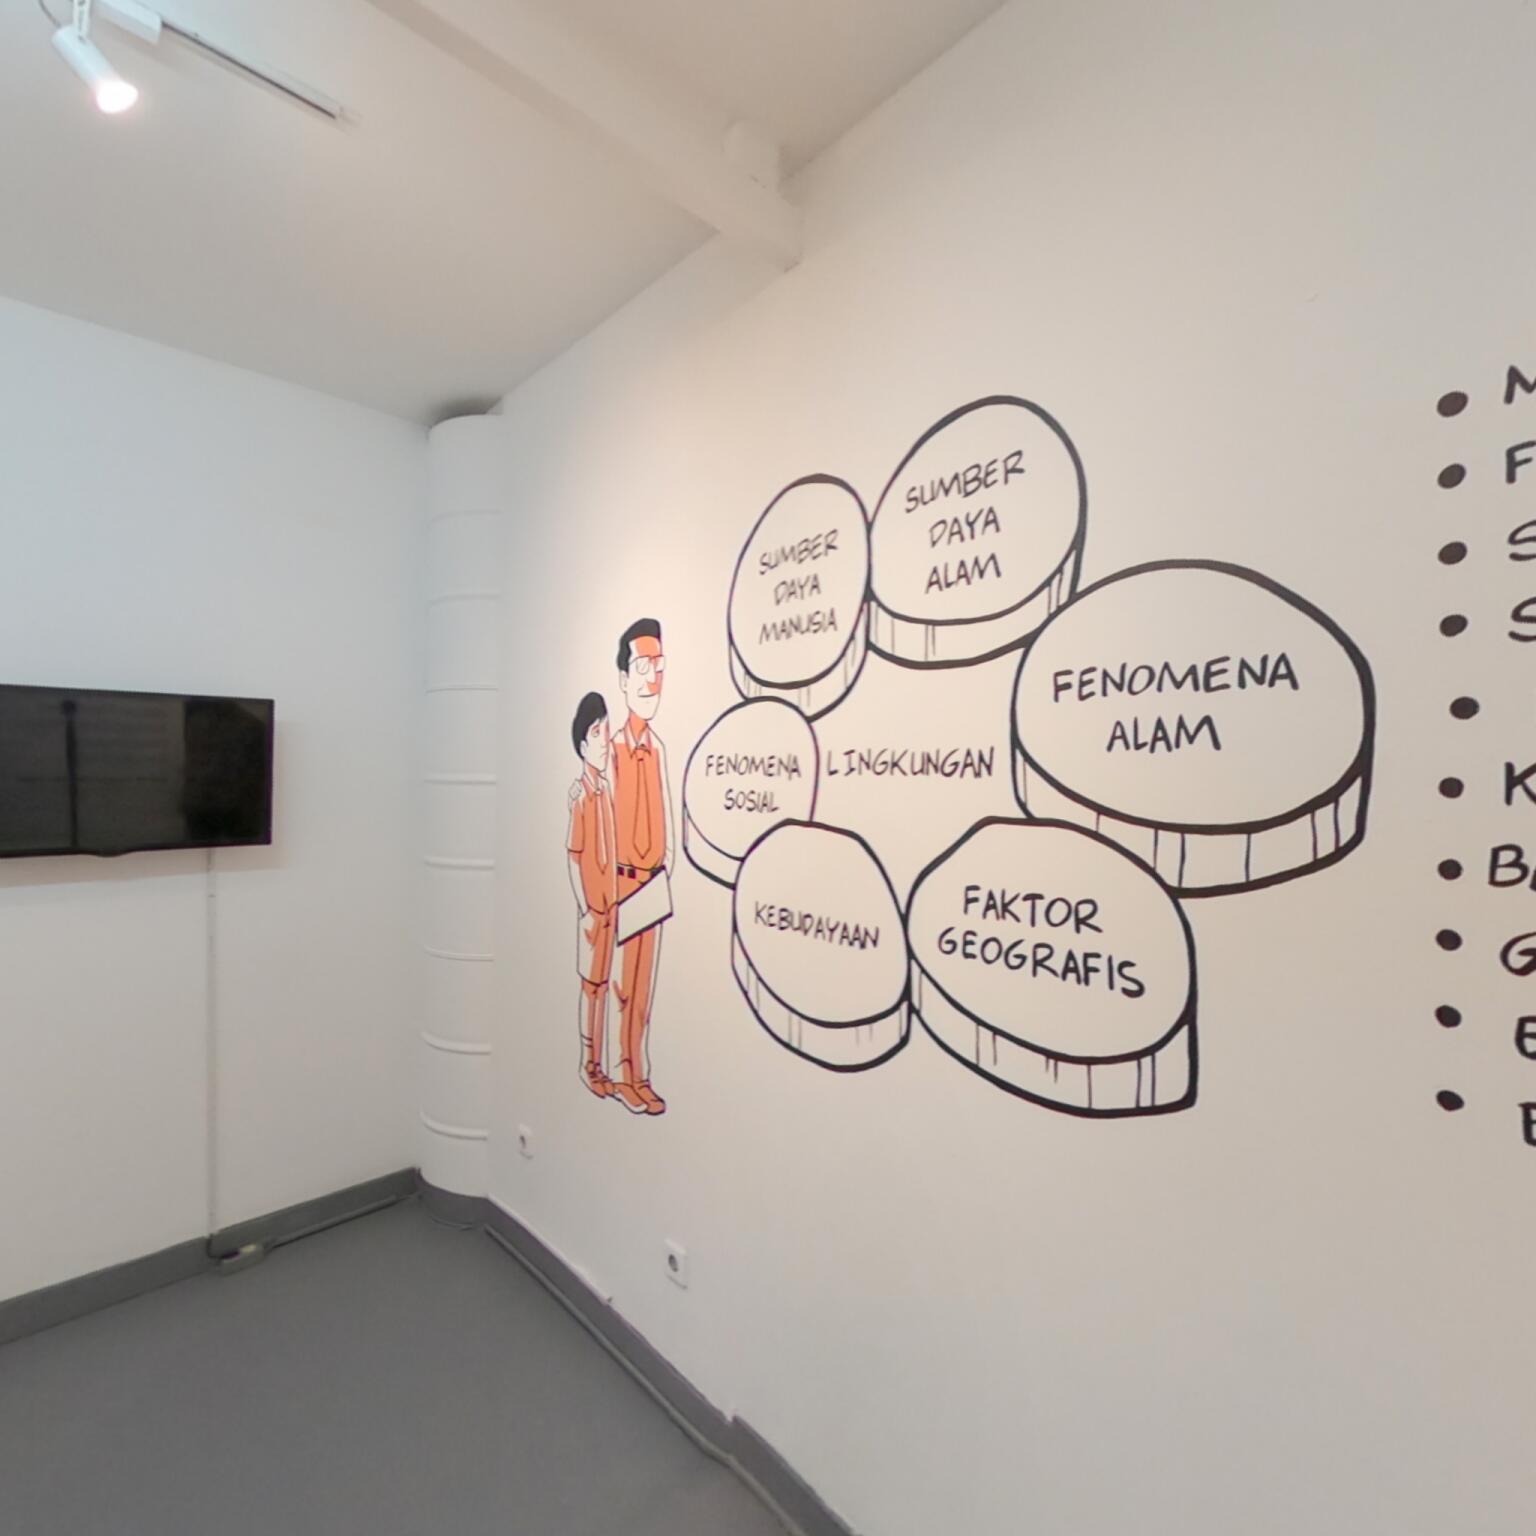 SUMBER
DAYA
MANUSIA
SUMBER
DAYA
ALAM
FENOMENA
ALAM
FENOMENA
SOSIAL
LINGKUNGAN
KEBUDAYAAN
FAKTOR
GEOGRAFIS